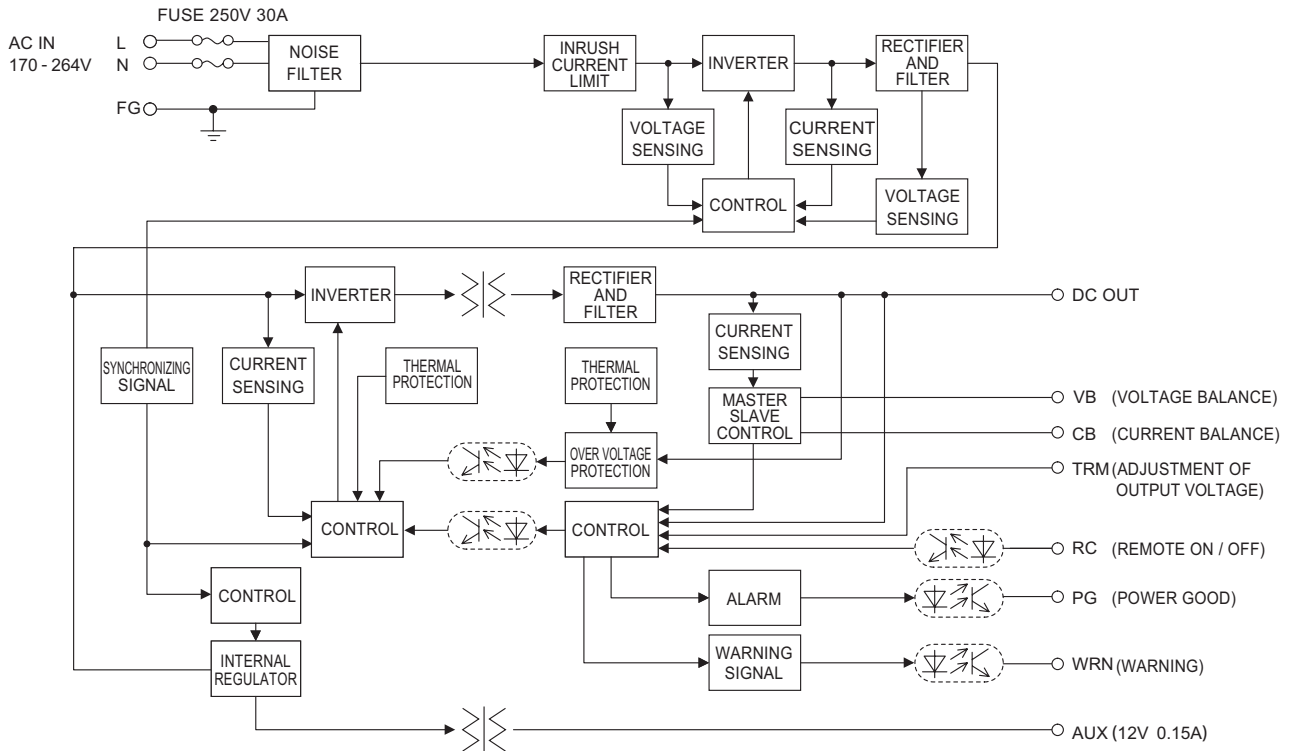 FUSE 250V 30A
AC IN
170 - 264V
L
N
FG
NOISE
FILTER
INRUSH
CURRENT
LIMIT
INVERTER
RECTIFIER
AND
FILTER
VOLTAGE
SENSING
CURRENT
SENSING
CONTROL
VOLTAGE
SENSING
INVERTER
RECTIFIER
AND
FILTER
DC OUT
SYNCHRONIZING
SIGNAL
CURRENT
SENSING
THERMAL
PROTECTION
THERMAL
PROTECTION
CURRENT
SENSING
MASTER
SLAVE
CONTROL
VB (VOLTAGE BALANCE)
CB (CURRENT BALANCE)
OVER VOLTAGE
PROTECTION
TRM (ADJUSTMENT OF
OUTPUT VOLTAGE)
CONTROL
CONTROL
RC (REMOTE ON / OFF)
CONTROL
ALARM
PG (POWER GOOD)
INTERNAL
REGULATOR
WARNING
SIGNAL
WRN (WARNING)
AUX (12V 0.15A)